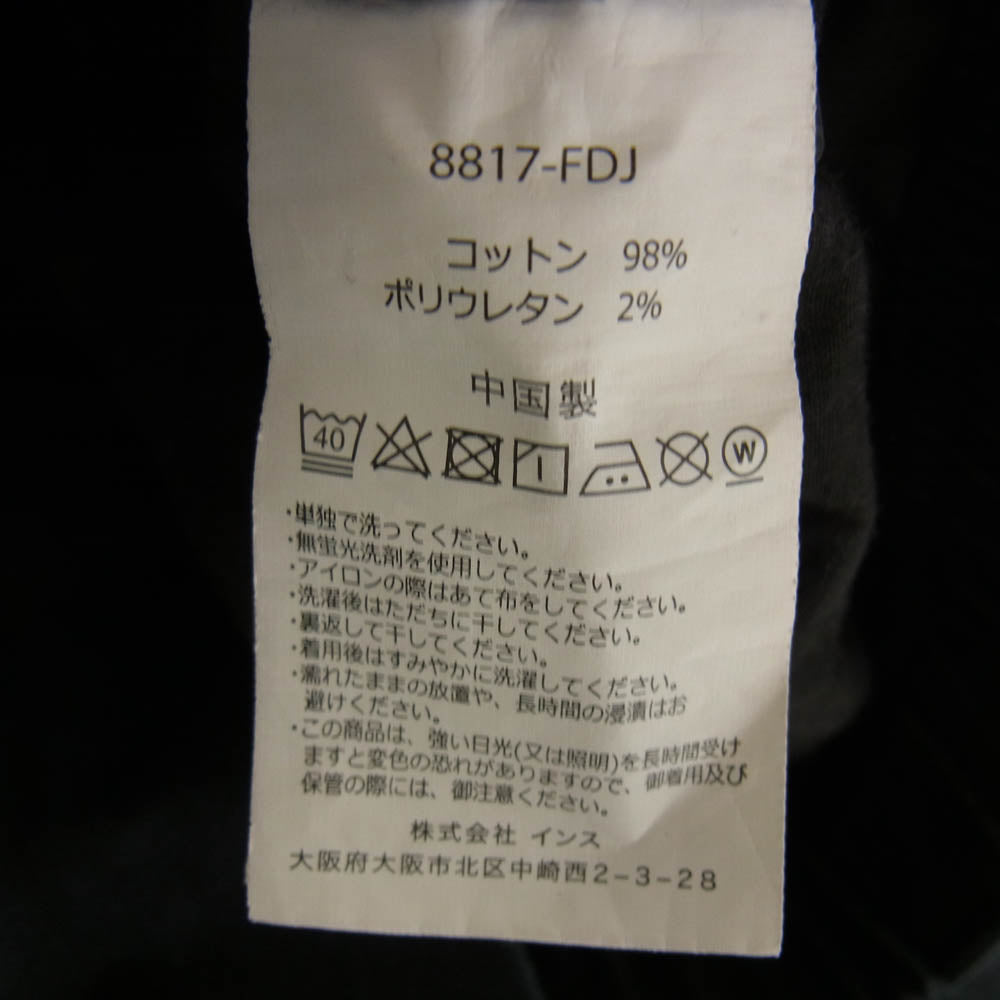 8817-FDJ
コットン 98%
ポリウレタン 2%
中国製
40 W
・単独で洗ってください。
・無蛍光洗剤を使用してください。
・アイロンの際はあて布をしてください。
・洗濯後はただちに干してください。
・裏返して干してください。
・着用後はすみやかに洗濯してください。
・濡れたままの放置や、長時間の浸漬はお
避けください。
・この商品は、強い日光(又は照明)を長時間受け
ますと変色の恐れがありますので、御着用及び
保管の際には、御注意ください。
株式会社 インス
大阪府大阪市北区中崎西2-3-28